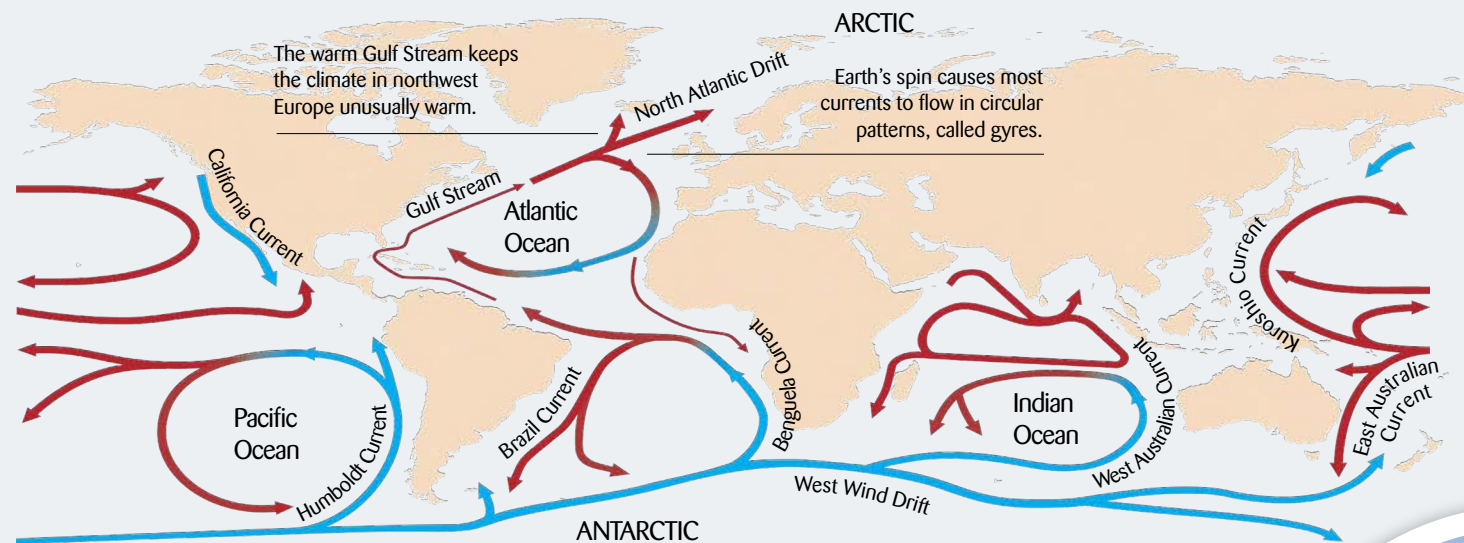 ARCTIC
The warm Gulf Stream keeps
the climate in northwest
Europe unusually warm.
North Atlantic Drift
Earth's spin causes most
currents to flow in circular
patterns, called gyres.
California Current
Gulf Stream
Atlantic
Ocean
Kuroshio Current
Pacific
Ocean
Humboldt Current
Brazil Current
Benguela Current
Indian
Ocean
West Australian Current
East Australian
Current
West Wind Drift
ANTARCTIC